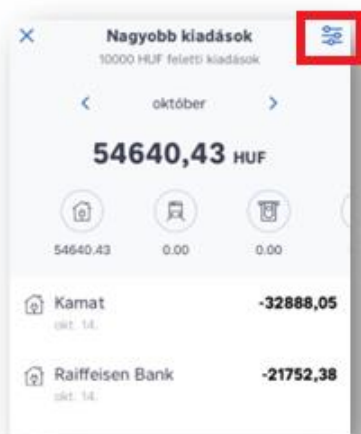 Nagyobb kiadások
10000 HUF feletti kiadások
október
54640,43 HUF
54640.43 0.00 0.00
Kamat -32888,05
okt. 14.
Raiffeisen Bank -21752,38
okt. 14.